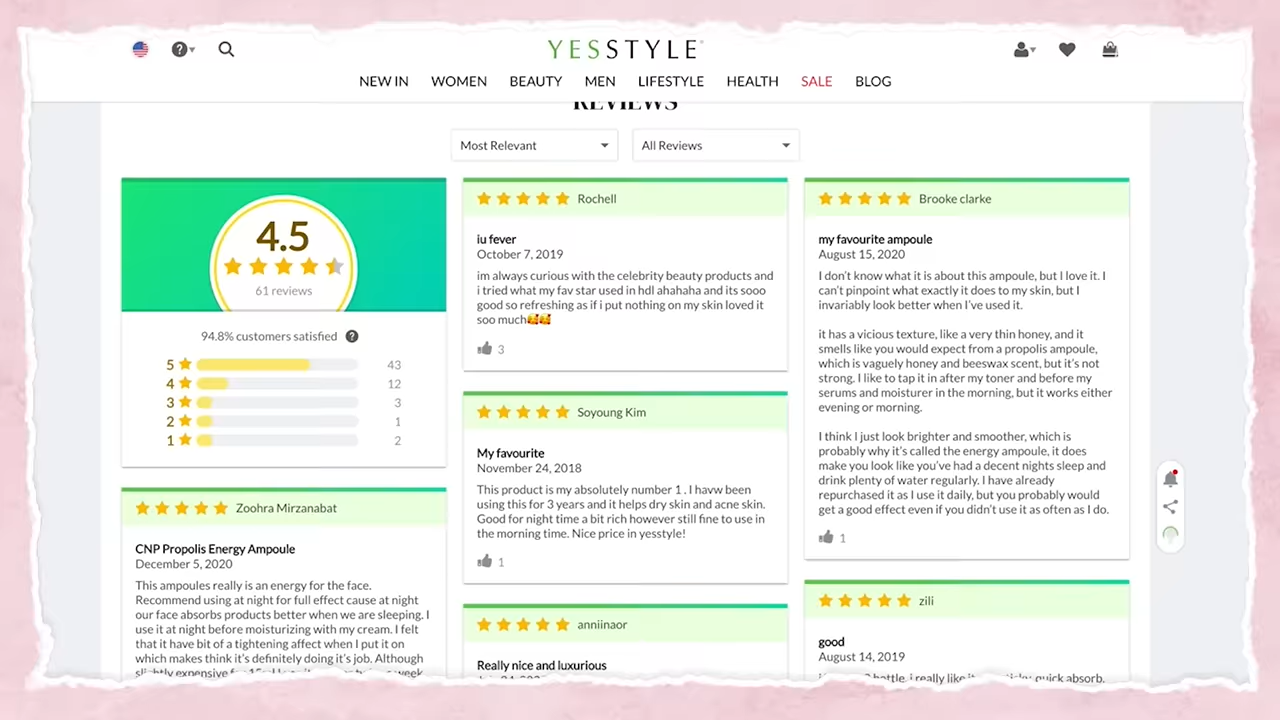 YESSTYLE
NEW IN WOMEN BEAUTY MEN LIFESTYLE HEALTH SALE BLOG
REVIEWS
Most Relevant
All Reviews
4.5
61 reviews
94.8% customers satisfied
5 43
4 12
3 3
2 1
1 2
Zoohra Mirzanabat
CNP Propolis Energy Ampoule
December 5, 2020
This ampoules really is an energy for the face.
Recommend using at night for full effect cause at night
our face absorbs products better when we are sleeping. I
use it at night before moisturizing with my cream. I felt
that it have bit of a tightening affect when I put it on
which makes think it's definitely doing it's job. Although
slightly expensive
Rochell
iu fever
October 7, 2019
im always curious with the celebrity beauty products and
i tried what my fav star used in hdl ahahaha and its sooo
good so refreshing as if i put nothing on my skin loved it
soo much🥰🥰
3
Soyoung Kim
My favourite
November 24, 2018
This product is my absolutely number 1 . I havw been
using this for 3 years and it helps dry skin and acne skin.
Good for night time a bit rich however still fine to use in
the morning time. Nice price in yesstyle!
1
anniinaor
Really nice and luxurious
Brooke clarke
my favourite ampoule
August 15, 2020
I don't know what it is about this ampoule, but I love it. I
can't pinpoint what exactly it does to my skin, but I
invariably look better when I've used it.
it has a vicious texture, like a very thin honey, and it
smells like you would expect from a propolis ampoule,
which is vaguely honey and beeswax scent, but it's not
strong. I like to tap it in after my toner and before my
serums and moisturer in the morning, but it works either
evening or morning.
I think I just look brighter and smoother, which is
probably why it's called the energy ampoule, it does
make you look like you've had a decent nights sleep and
drink plenty of water regularly. I have already
repurchased it as I use it daily, but you probably would
get a good effect even if you didn't use it as often as I do.
1
zili
good
August 14, 2019
bottle, i really like it quick absorb.